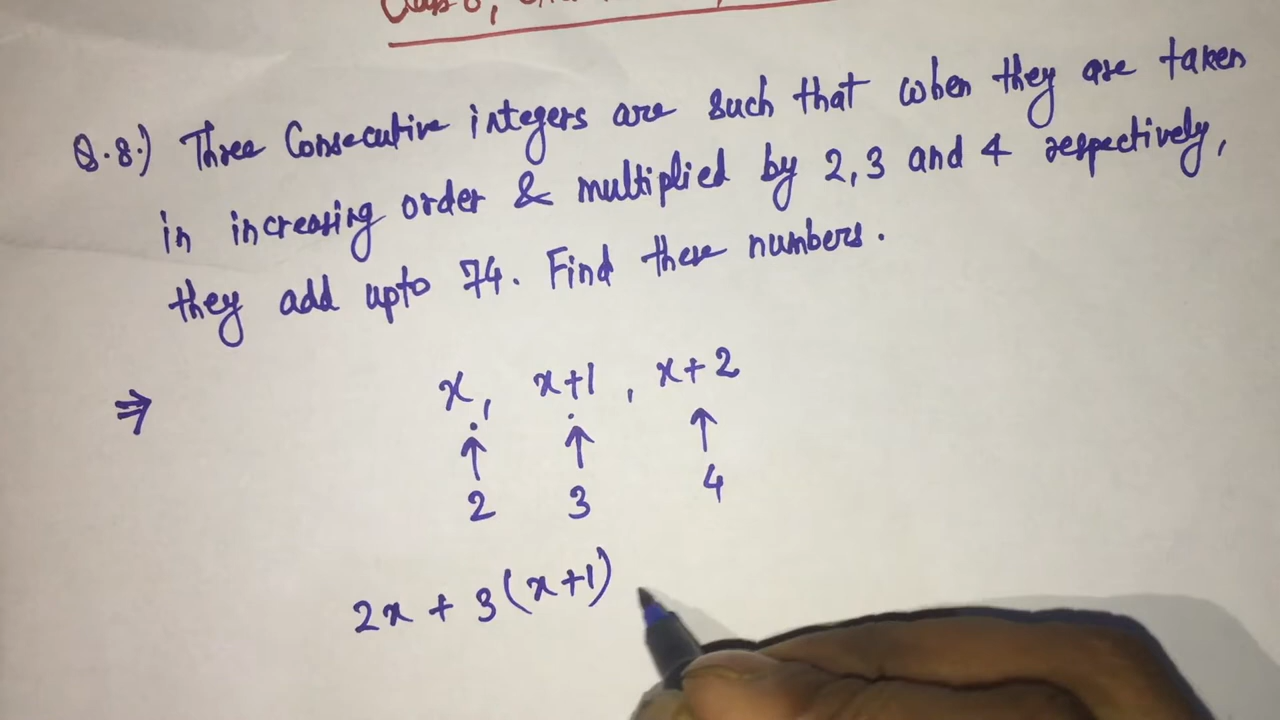 Q.8.) Three Consecutive integers are such that when they are taken
in increasing order & multiplied by 2, 3 and 4 respectively,
they add upto 74. Find these numbers.
⇒ x, x+1, x+2
↑ ↑ ↑
2 3 4
2x + 3(x+1)